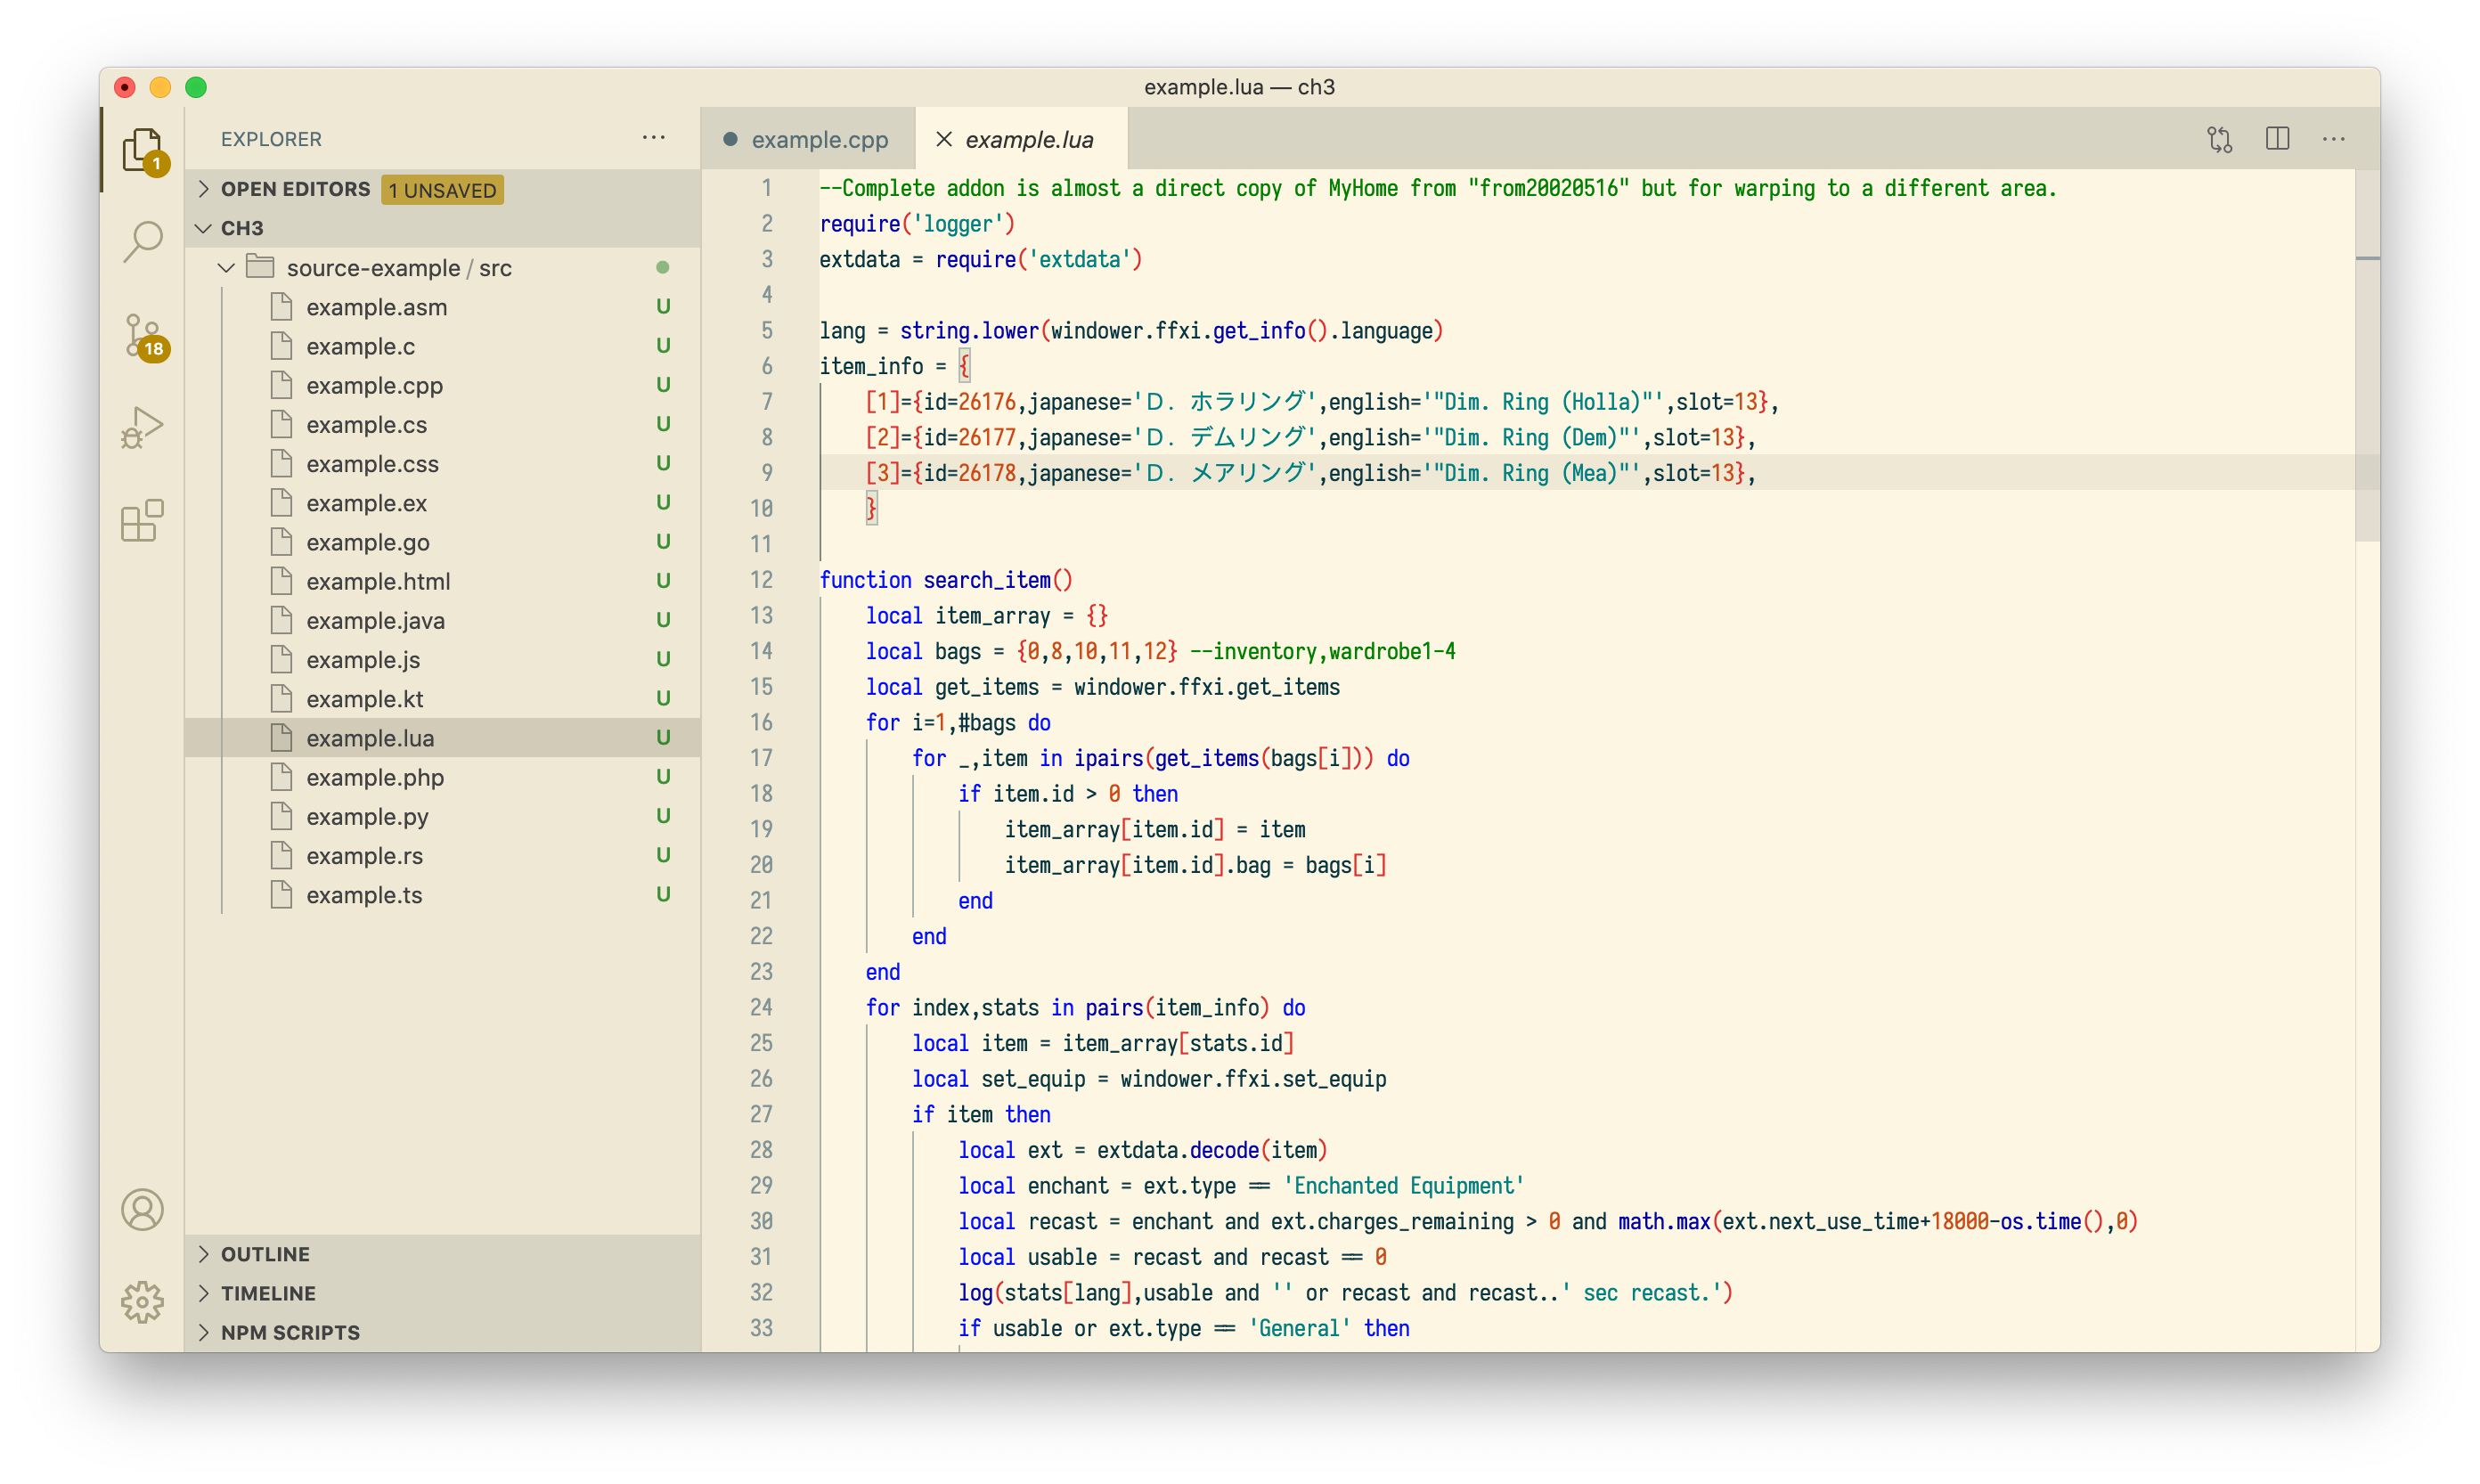 example.lua — ch3
EXPLORER
1
18
OPEN EDITORS 1 UNSAVED
CH3
source-example / src
example.asm U
example.c U
example.cpp U
example.cs U
example.css U
example.ex U
example.go U
example.html U
example.java U
example.js U
example.kt U
example.lua U
example.php U
example.py U
example.rs U
example.ts U
OUTLINE
TIMELINE
NPM SCRIPTS
example.cpp
example.lua
1 --Complete addon is almost a direct copy of MyHome from "from20020516" but for warping to a different area.
2 require('logger')
3 extdata = require('extdata')
4
5 lang = string.lower(windower.ffxi.get_info().language)
6 item_info = {
7     [1]={id=26176,japanese='Ｄ．ホラリング',english='"Dim. Ring (Holla)"',slot=13},
8     [2]={id=26177,japanese='Ｄ．デムリング',english='"Dim. Ring (Dem)"',slot=13},
9     [3]={id=26178,japanese='Ｄ．メアリング',english='"Dim. Ring (Mea)"',slot=13},
10     }
11
12 function search_item()
13     local item_array = {}
14     local bags = {0,8,10,11,12} --inventory,wardrobe1-4
15     local get_items = windower.ffxi.get_items
16     for i=1,#bags do
17         for _,item in ipairs(get_items(bags[i])) do
18             if item.id > 0 then
19                 item_array[item.id] = item
20                 item_array[item.id].bag = bags[i]
21             end
22         end
23     end
24     for index,stats in pairs(item_info) do
25         local item = item_array[stats.id]
26         local set_equip = windower.ffxi.set_equip
27         if item then
28             local ext = extdata.decode(item)
29             local enchant = ext.type == 'Enchanted Equipment'
30             local recast = enchant and ext.charges_remaining > 0 and math.max(ext.next_use_time+18000-os.time(),0)
31             local usable = recast and recast == 0
32             log(stats[lang],usable and '' or recast and recast..' sec recast.')
33             if usable or ext.type == 'General' then